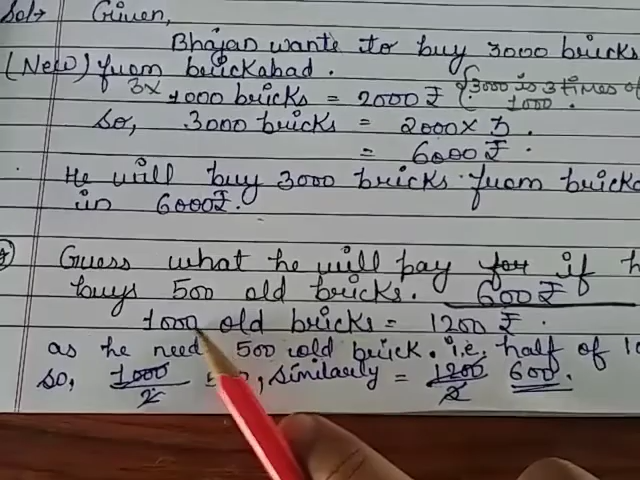 Sol→ Given,
Bhajan wants to buy 3000 bricks
(New) from brickabad.
3x 1000 bricks = 2000₹ {3000 is 3 times of 1000.
So, 3000 bricks = 2000 × 3.
= 6000₹.
He will buy 3000 bricks from bricka
in 6000₹.
Guess what he will pay for if h
buys 500 old bricks. 600₹
1000 old bricks = 1200₹.
as he need 500 old brick. i.e, half of 10
So, 1000/2 , similarly = 1200/2 600.